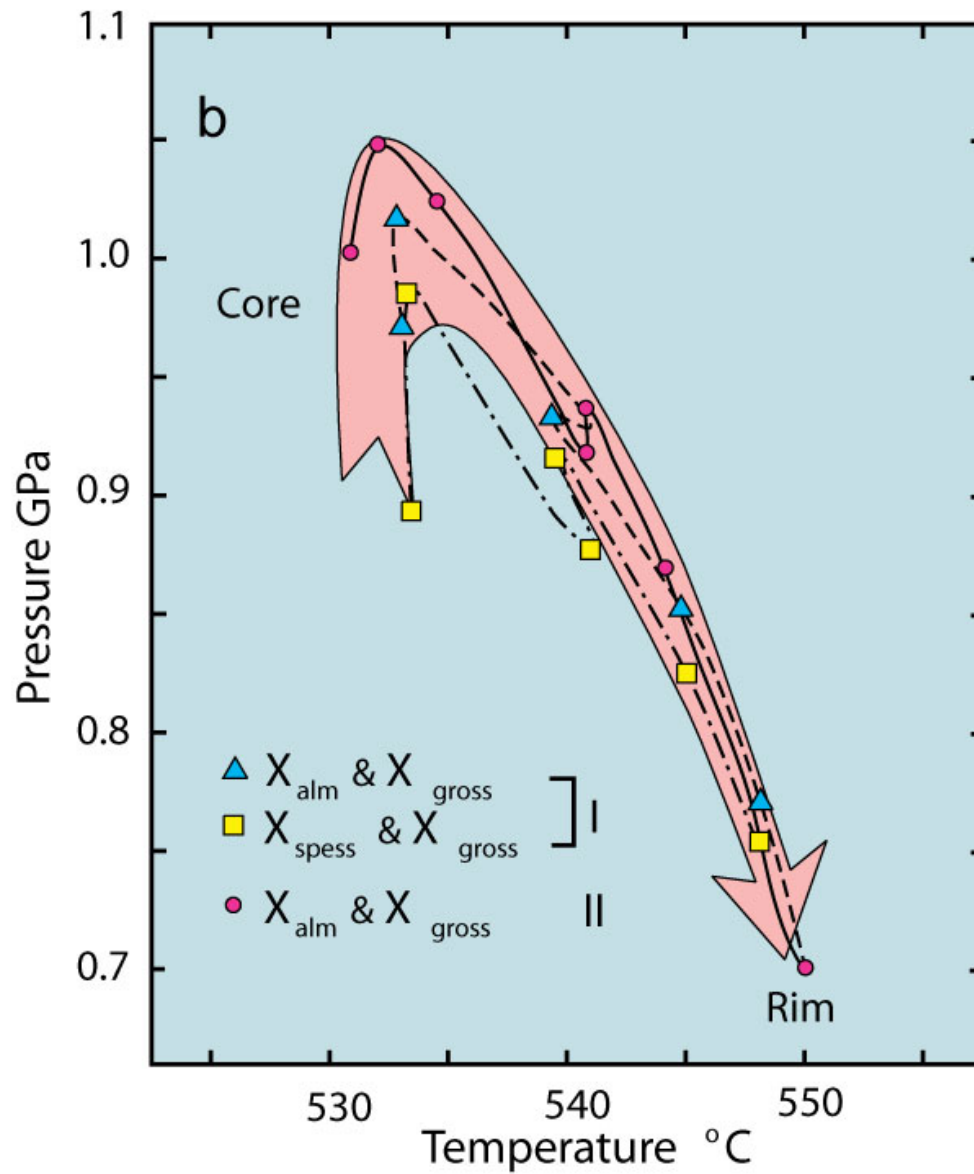 1.1
b
1.0
Core
0.9
Pressure GPa
0.8
X alm & X gross
X spess & X gross
I
X alm & X gross II
0.7
Rim
530 540 550
Temperature °C